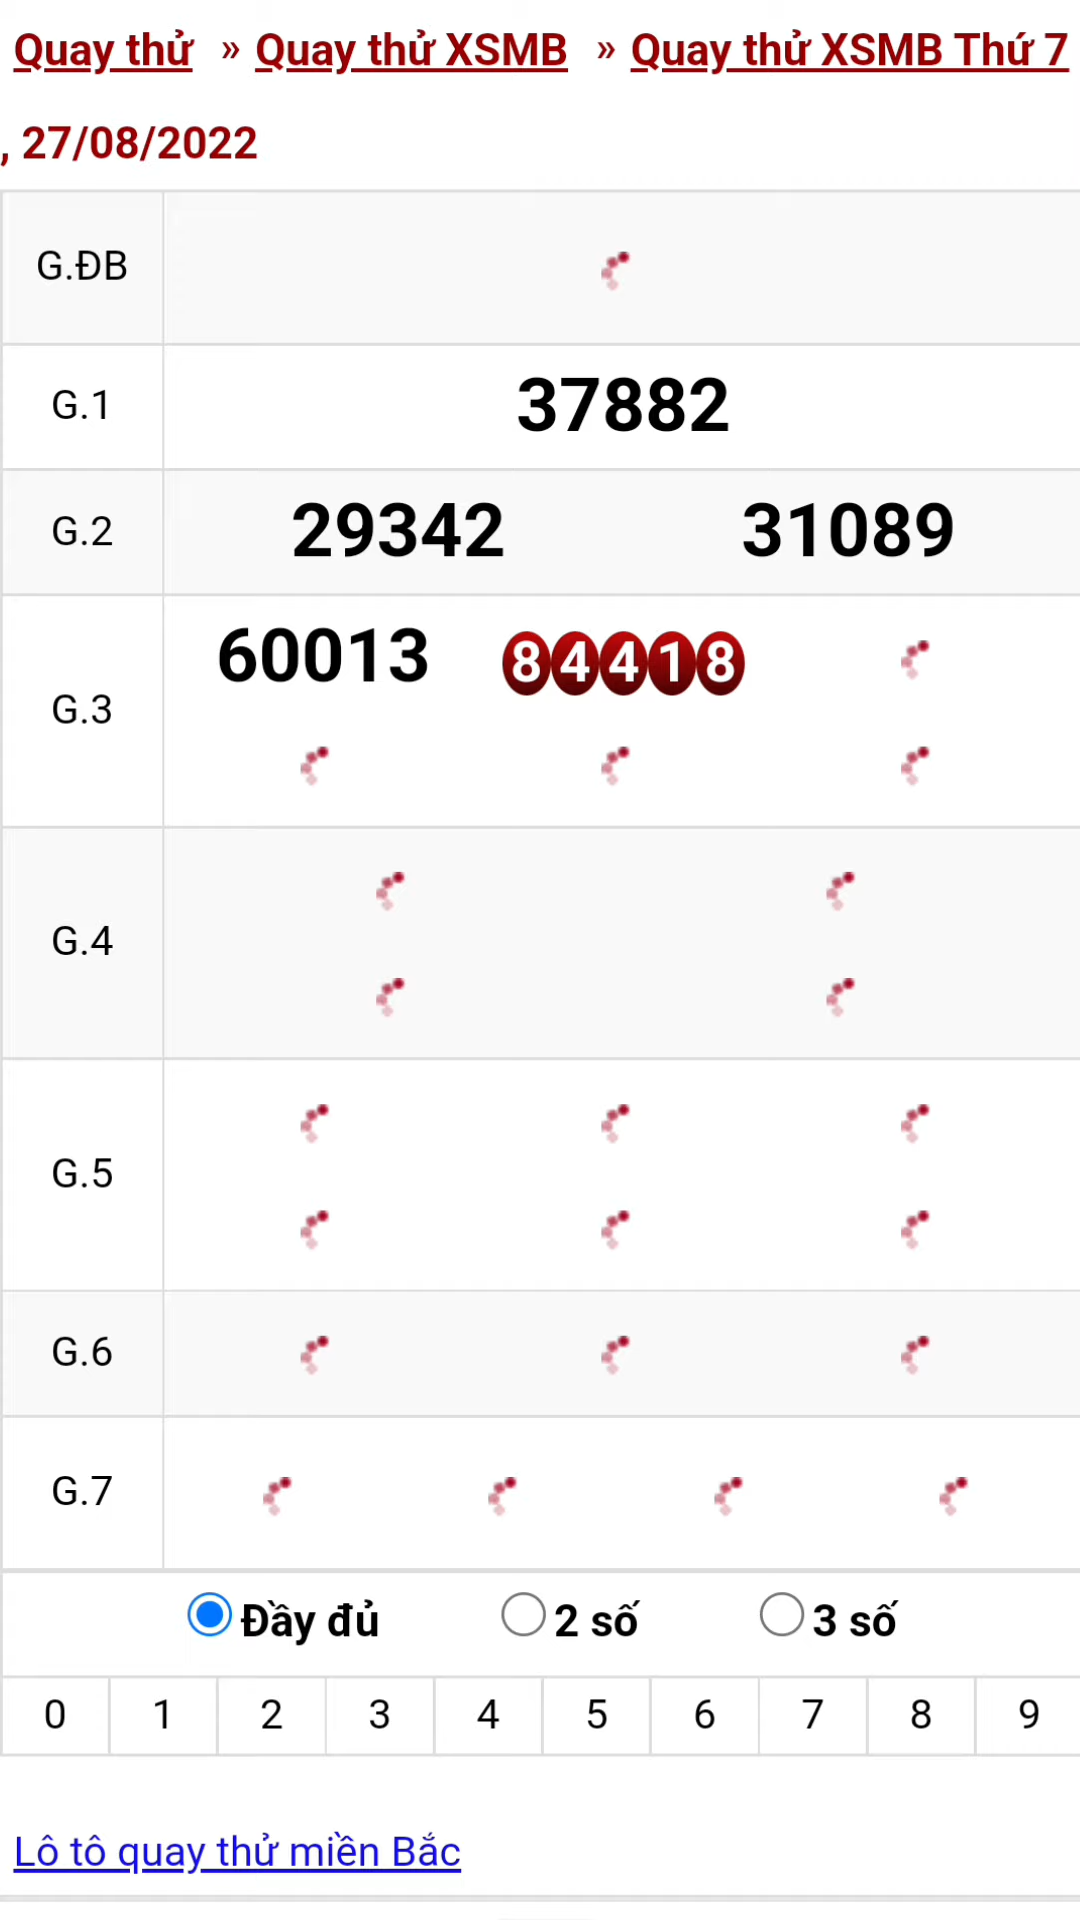 Quay thử » Quay thử XSMB » Quay thử XSMB Thứ 7
, 27/08/2022
G.ĐB
G.1 37882
G.2 29342 31089
G.3 60013 84418
G.4
G.5
G.6
G.7
Đầy đủ 2 số 3 số
0 1 2 3 4 5 6 7 8 9
Lô tô quay thử miền Bắc